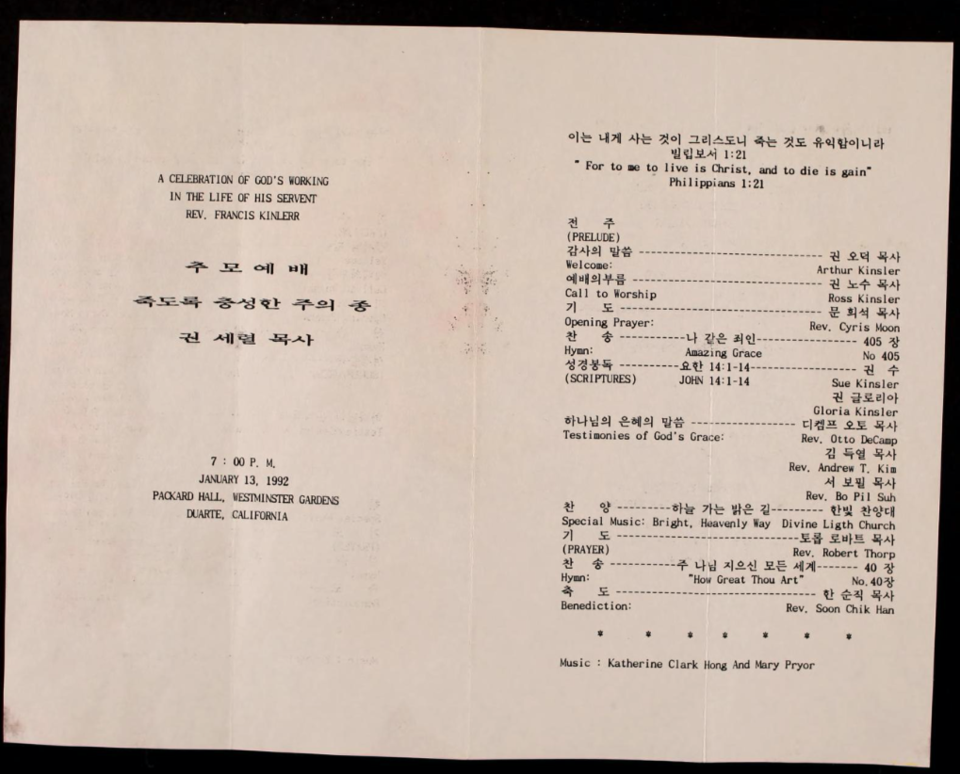 A CELEBRATION OF GOD'S WORKING
IN THE LIFE OF HIS SERVENT
REV. FRANCIS KINLERR
추 모 예 배
죽도록 충성한 주의 종
권 세렬 목사
7 : 00 P. M.
JANUARY 13, 1992
PACKARD HALL, WESTMINSTER GARDENS
DUARTE, CALIFORNIA
이는 내게 사는 것이 그리스도니 죽는 것도 유익함이니라
빌립보서 1:21
" For to me to live is Christ, and to die is gain"
Philippians 1:21
전 주
(PRELUDE)
감사의 말씀 ------------------------- 권 오덕 목사
Welcome: Arthur Kinsler
예배의부름 -------------------------- 권 노수 목사
Call to Worship Ross Kinsler
기 도 ---------------------------- 문 희석 목사
Opening Prayer: Rev. Cyris Moon
찬 송 -----------나 같은 죄인-------------- 405 장
Hymn: Amazing Grace No 405
성경봉독 ----------요한 14:1-14---------------- 권 수
(SCRIPTURES) JOHN 14:1-14 Sue Kinsler
권 글로리아
Gloria Kinsler
하나님의 은혜의 말씀 ------------------- 디켐프 오토 목사
Testimonies of God's Grace: Rev. Otto DeCamp
김 득열 목사
Rev. Andrew T. Kim
서 보필 목사
Rev. Bo Pil Suh
찬 양 ---------하늘 가는 밝은 길--------- 한빛 찬양대
Special Music: Bright, Heavenly Way Divine Ligth Church
기 도 ---------------------------토롭 로바트 목사
(PRAYER) Rev. Robert Thorp
찬 송 -----------주 나님 지으신 모든 세계------- 40 장
Hymn: "How Great Thou Art" No.40장
축 도 ----------------------------- 한 순직 목사
Benediction: Rev. Soon Chik Han
* * * * * * *
Music : Katherine Clark Hong And Mary Pryor